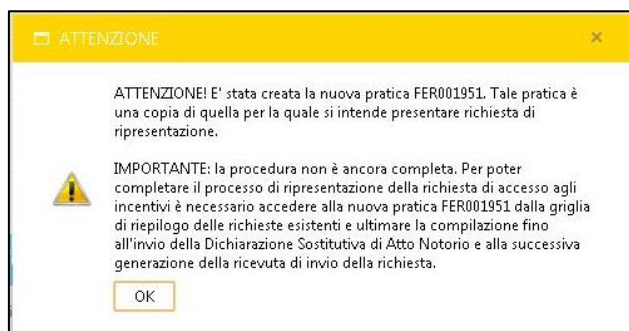 ATTENZIONE
ATTENZIONE! E' stata creata la nuova pratica FER001951. Tale pratica è
una copia di quella per la quale si intende presentare richiesta di
ripresentazione.
IMPORTANTE: la procedura non è ancora completa. Per poter
completare il processo di ripresentazione della richiesta di accesso agli
incentivi è necessario accedere alla nuova pratica FER001951 dalla griglia
di riepilogo delle richieste esistenti e ultimare la compilazione fino
all'invio della Dichiarazione Sostitutiva di Atto Notorio e alla successiva
generazione della ricevuta di invio della richiesta.
OK